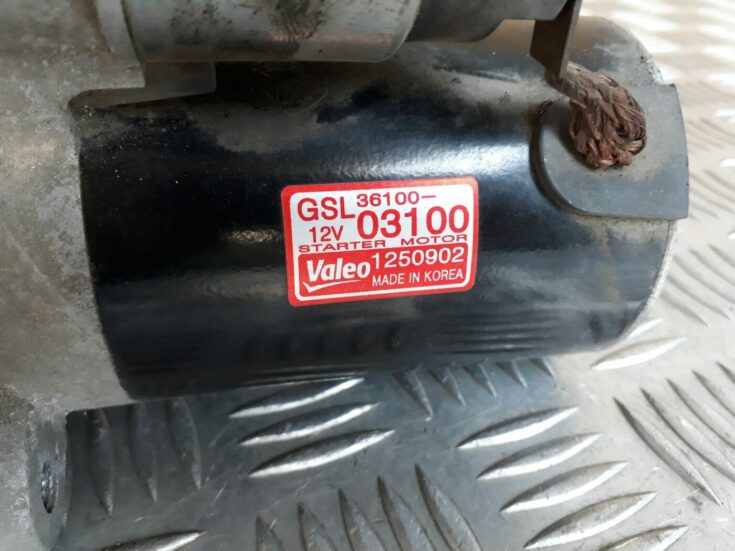 GSL 36100-
12V 03100
STARTER MOTOR
Valeo 1250902
MADE IN KOREA